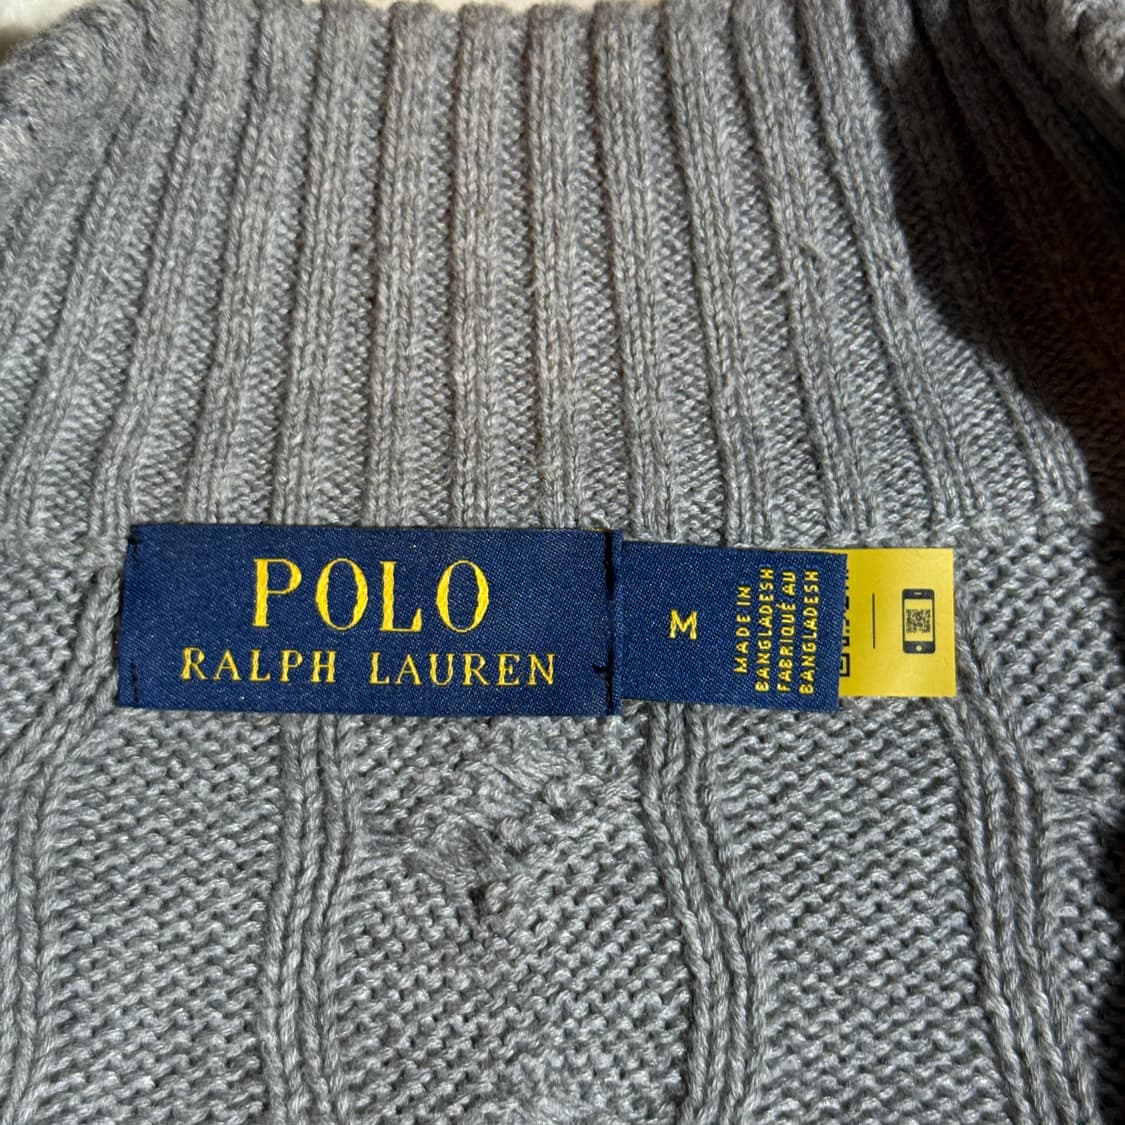 POLO
RALPH LAUREN
M
MADE IN
BANGLADESH
FABRIQUÉ AU
BANGLADESH